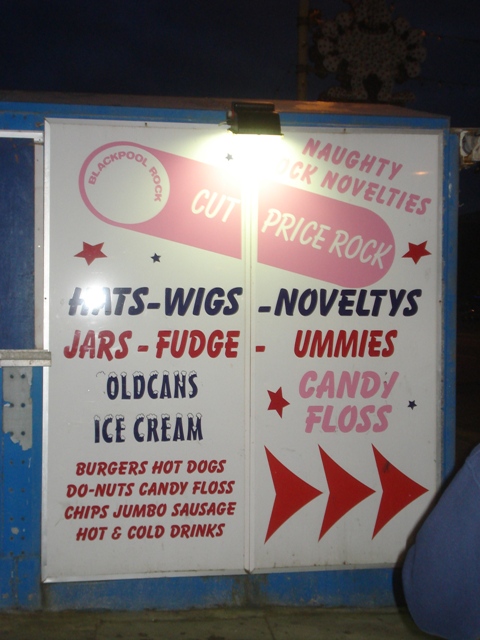 NAUGHTY
ROCK NOVELTIES
BLACKPOOL ROCK
CUT PRICE ROCK
HATS-WIGS-NOVELTYS
JARS-FUDGE- UMMIES
OLDCANS
ICE CREAM
CANDY
FLOSS
BURGERS HOT DOGS
DO-NUTS CANDY FLOSS
CHIPS JUMBO SAUSAGE
HOT & COLD DRINKS